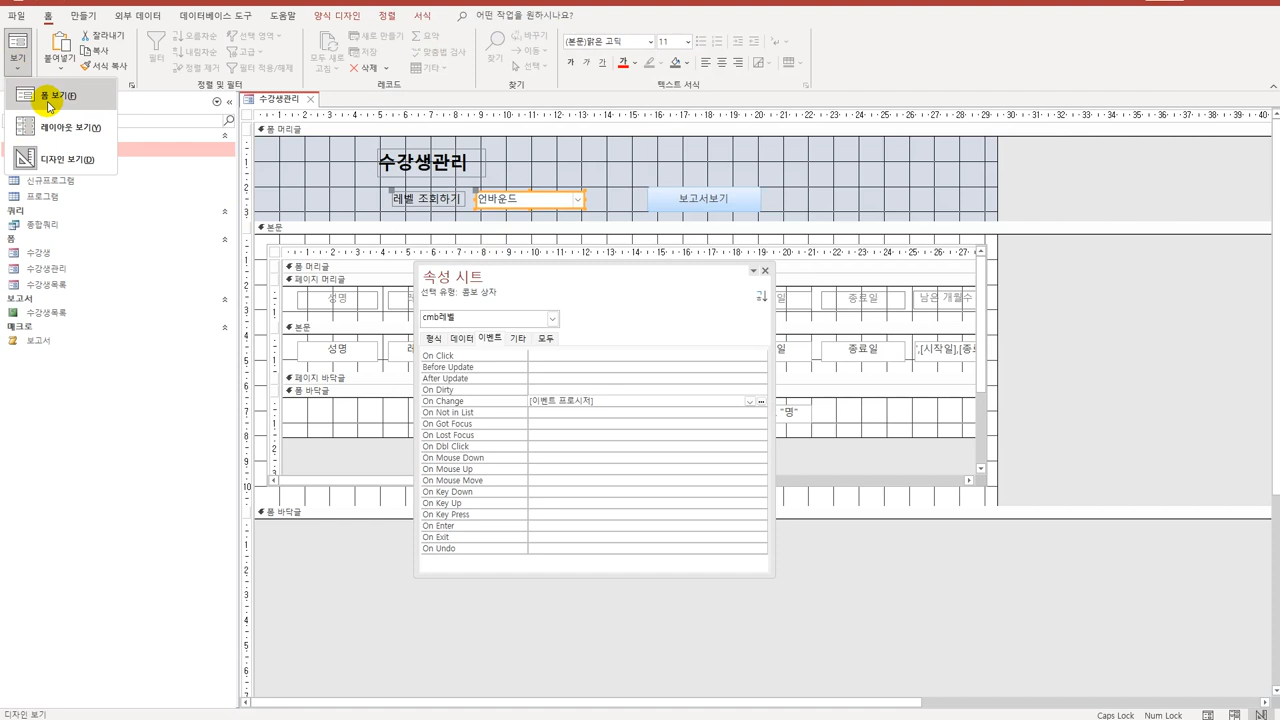 파일 홈 만들기 외부 데이터 데이터베이스 도구 도움말 양식 디자인 정렬 서식 어떤 작업을 원하시나요?
보기
붙여넣기
잘라내기
복사
서식 복사
필터
오름차순
내림차순
정렬 제거
선택 영역
고급
필터 적용/해제
정렬 및 필터
모두 새로 고침
새로 만들기
저장
삭제
요약
맞춤법 검사
기타
레코드
찾기
바꾸기
이동
선택
찾기
(본문)맑은 고딕 11
가 가 가 가
텍스트 서식
폼 보기(F)
레이아웃 보기(Y)
디자인 보기(D)
신규프로그램
프로그램
쿼리
종합쿼리
폼
수강생
수강생관리
수강생목록
보고서
수강생목록
매크로
보고서
수강생관리
폼 머리글
수강생관리
레벨 조회하기 언바운드 보고서보기
본문
폼 머리글
페이지 머리글
성명 종료일 남은 개월수
본문
성명 종료일 ',[시작일],[종료
페이지 바닥글
폼 바닥글
"명"
폼 바닥글
속성 시트
선택 유형: 콤보 상자
cmb레벨
형식 데이터 이벤트 기타 모두
On Click
Before Update
After Update
On Dirty
On Change [이벤트 프로시저]
On Not in List
On Got Focus
On Lost Focus
On Dbl Click
On Mouse Down
On Mouse Up
On Mouse Move
On Key Down
On Key Up
On Key Press
On Enter
On Exit
On Undo
디자인 보기 Caps Lock Num Lock